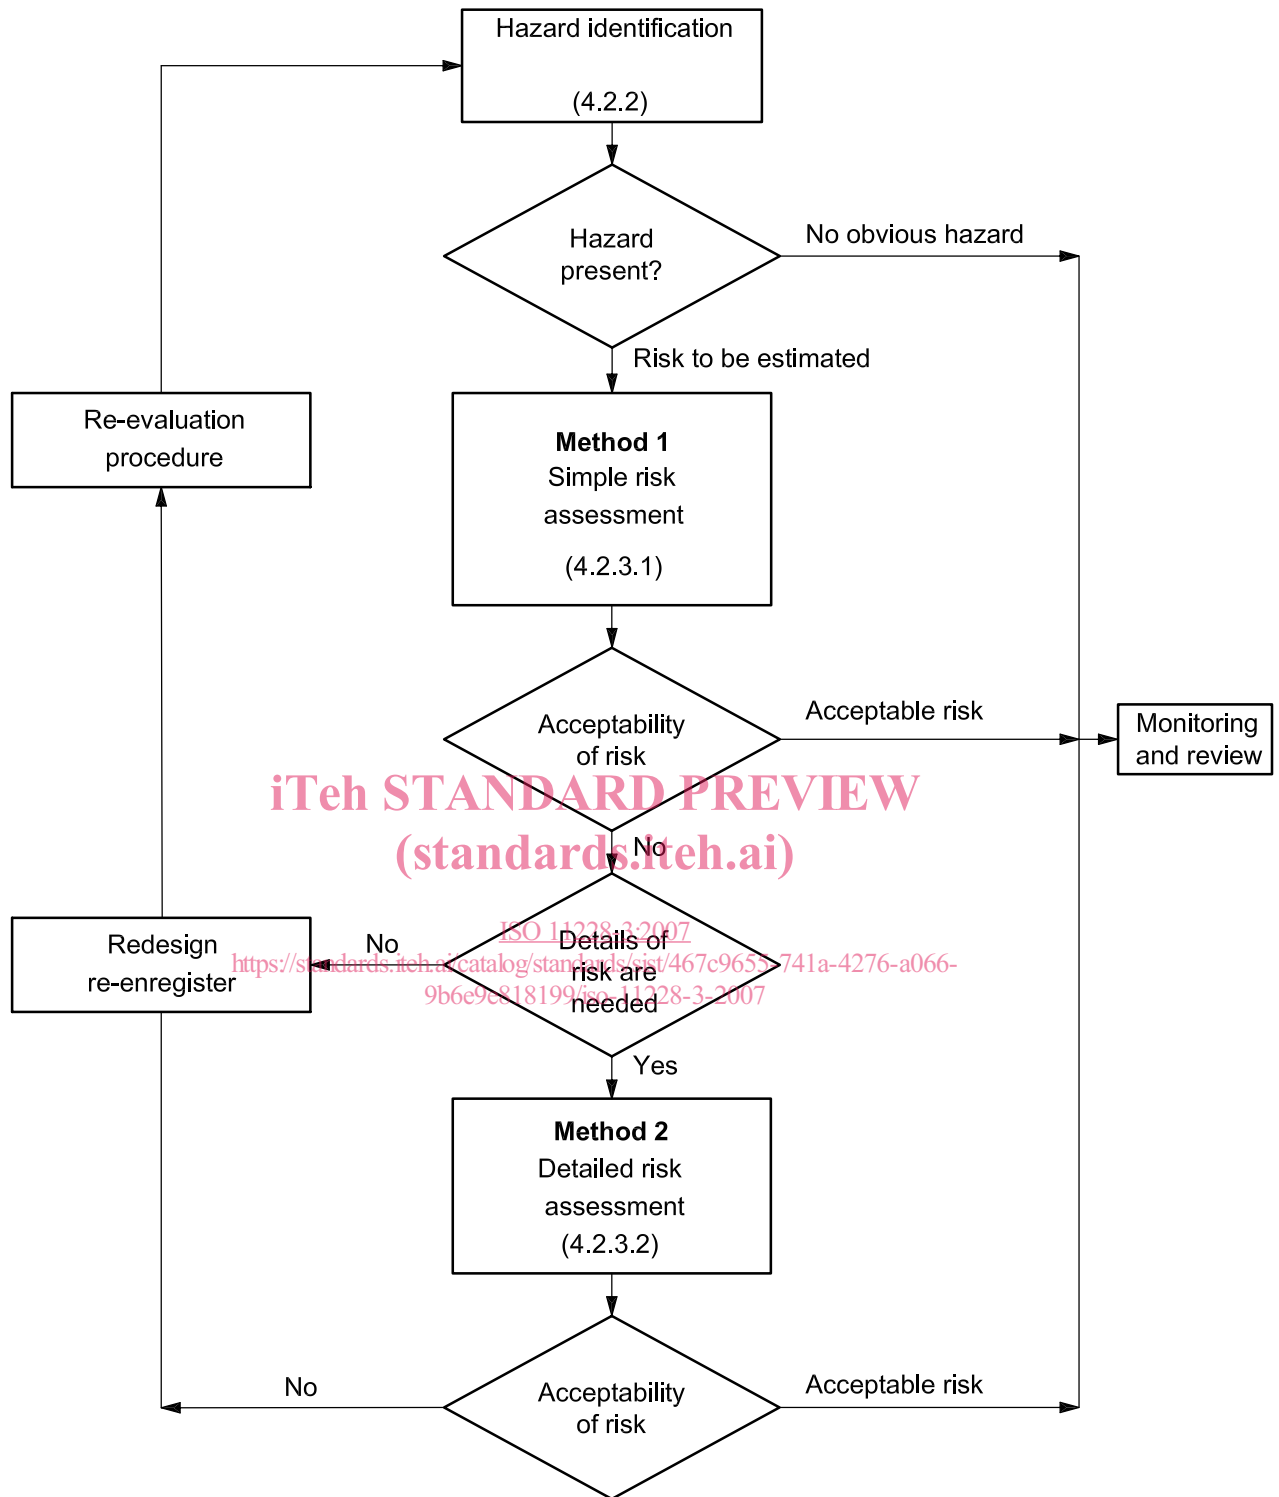 Hazard identification
(4.2.2)
Hazard
present?
No obvious hazard
Risk to be estimated
Re-evaluation
procedure
Method 1
Simple risk
assessment
(4.2.3.1)
Acceptability
of risk
Acceptable risk
Monitoring
and review
iTeh STANDARD PREVIEW
(standards.iteh.ai)
No
ISO 11228-3:2007
https://standards.iteh.ai/catalog/standards/sist/467c9655-741a-4276-a066-
9b6e9e818199/iso-11228-3-2007
Redesign
re-enregister
No
Details of
risk are
needed
Yes
Method 2
Detailed risk
assessment
(4.2.3.2)
No
Acceptability
of risk
Acceptable risk